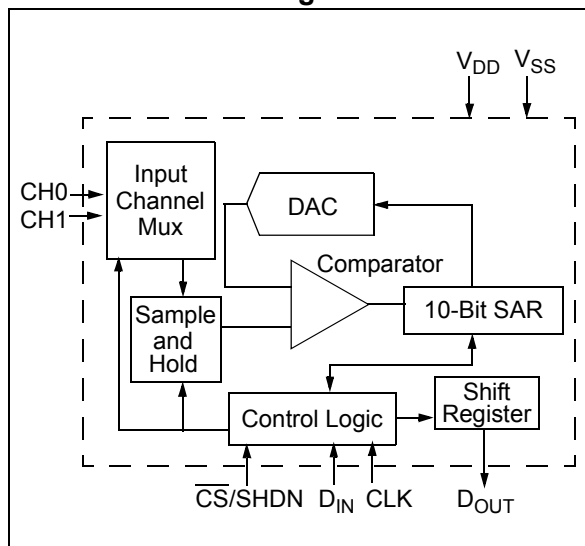 V_DD V_SS
CH0
CH1
Input
Channel
Mux
DAC
Comparator
Sample
and
Hold
10-Bit SAR
Control Logic
Shift
Register
C̅S̅/SHDN D_IN CLK D_OUT